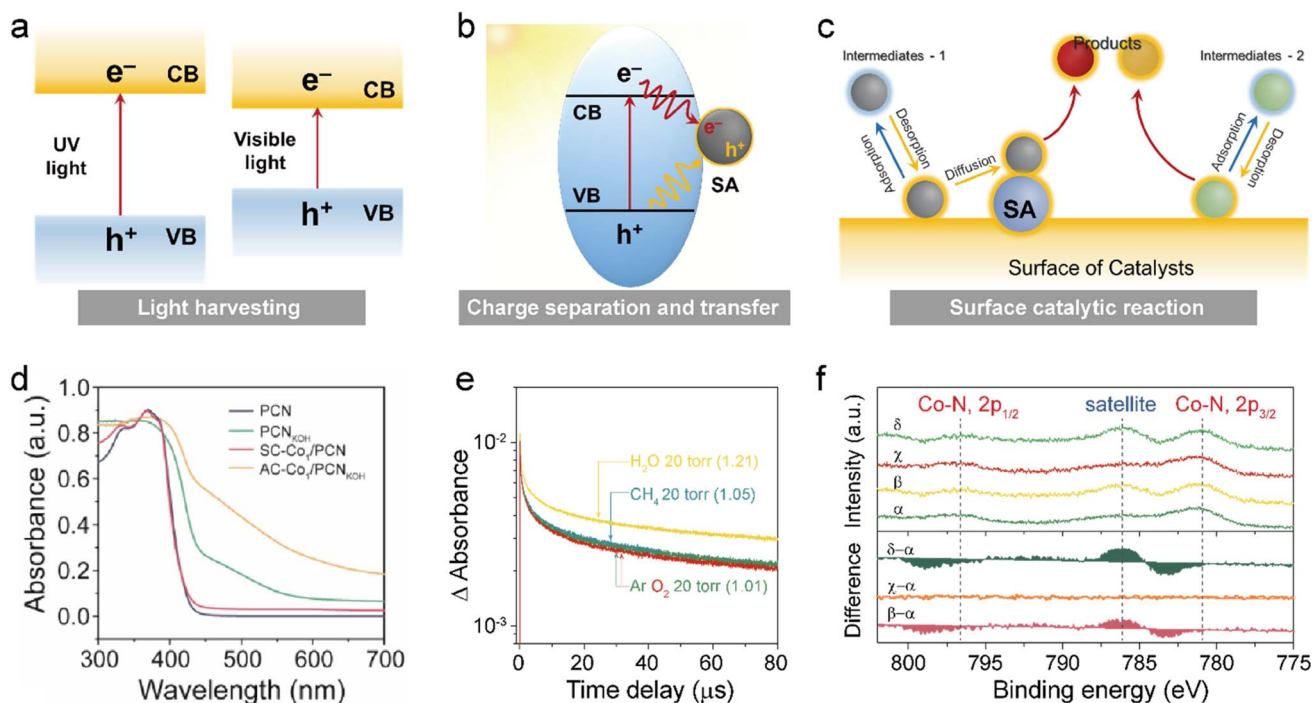 a
e⁻
CB
UV
light
h⁺
VB
e⁻
CB
Visible
light
h⁺
VB
Light harvesting
b
e⁻
CB
e⁻
h⁺
SA
VB
h⁺
Charge separation and transfer
c
Products
Intermediates - 1
Intermediates - 2
Desorption
Adsorption
Diffusion
Adsorption
Desorption
SA
Surface of Catalysts
Surface catalytic reaction
d
Absorbance (a.u.)
1.0
0.8
0.6
0.4
0.2
0.0
PCN
PCN_KOH
SC-Co₁/PCN
AC-Co₁/PCN_KOH
300
400
500
600
700
Wavelength (nm)
e
Δ Absorbance
10⁻²
10⁻³
H₂O 20 torr (1.21)
CH₄ 20 torr (1.05)
Ar O₂ 20 torr (1.01)
0
20
40
60
80
Time delay (μs)
f
Intensity (a.u.)
Difference
Co-N, 2p₁/₂
satellite
Co-N, 2p₃/₂
δ
χ
β
α
δ–α
χ–α
β–α
800
795
790
785
780
775
Binding energy (eV)